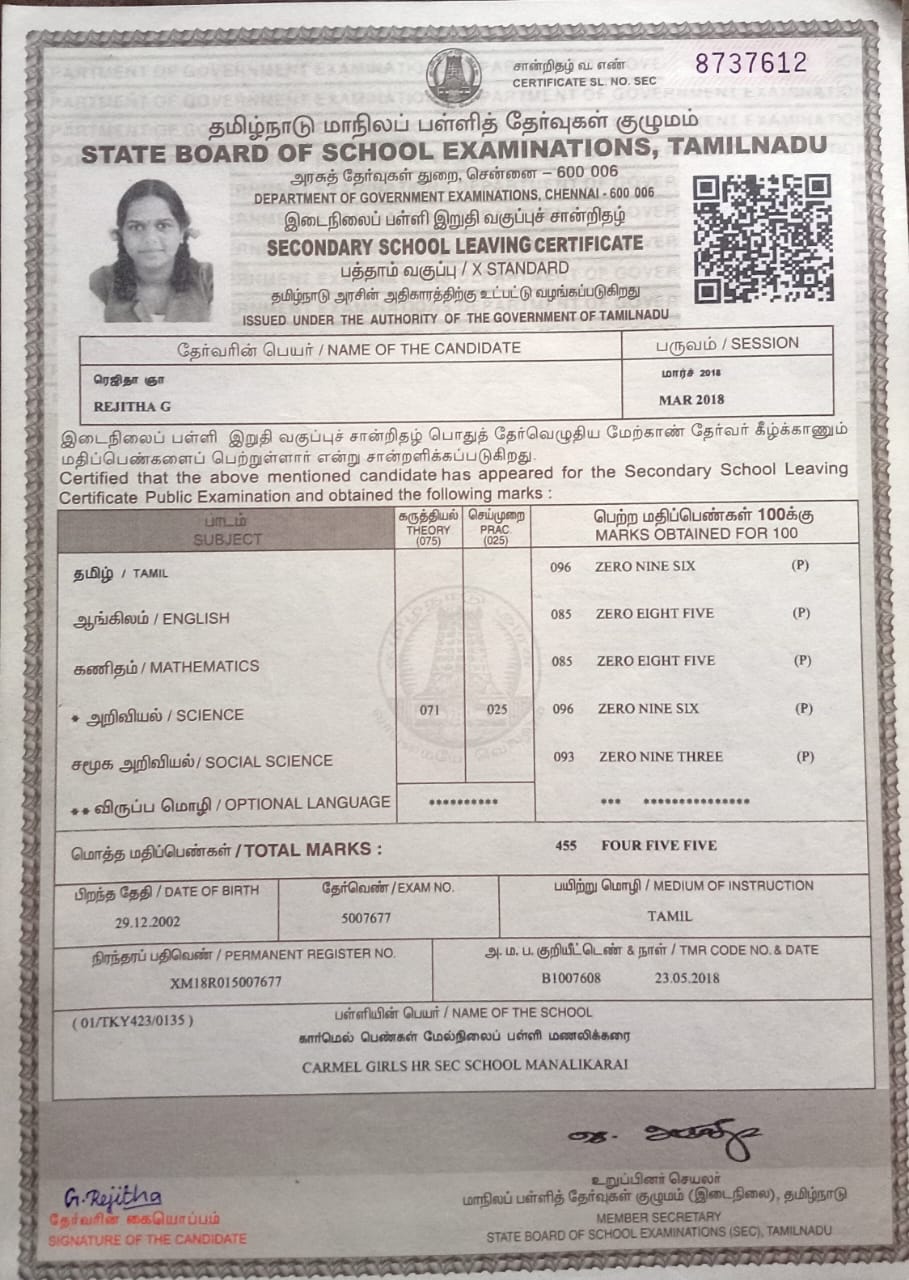 சான்றிதழ் வ. எண்
CERTIFICATE SL. NO. SEC 8737612
தமிழ்நாடு மாநிலப் பள்ளித் தேர்வுகள் குழுமம்
STATE BOARD OF SCHOOL EXAMINATIONS, TAMILNADU
அரசுத் தேர்வுகள் துறை, சென்னை – 600 006
DEPARTMENT OF GOVERNMENT EXAMINATIONS, CHENNAI - 600 006
இடைநிலைப் பள்ளி இறுதி வகுப்புச் சான்றிதழ்
SECONDARY SCHOOL LEAVING CERTIFICATE
பத்தாம் வகுப்பு / X STANDARD
தமிழ்நாடு அரசின் அதிகாரத்திற்கு உட்பட்டு வழங்கப்படுகிறது
ISSUED UNDER THE AUTHORITY OF THE GOVERNMENT OF TAMILNADU
தேர்வரின் பெயர் / NAME OF THE CANDIDATE பருவம் / SESSION
ரெஜிதா ஞா மார்ச் 2018
REJITHA G MAR 2018
இடைநிலைப் பள்ளி இறுதி வகுப்புச் சான்றிதழ் பொதுத் தேர்வெழுதிய மேற்காண் தேர்வர் கீழ்க்காணும்
மதிப்பெண்களைப் பெற்றுள்ளார் என்று சான்றளிக்கப்படுகிறது.
Certified that the above mentioned candidate has appeared for the Secondary School Leaving
Certificate Public Examination and obtained the following marks :
பாடம் கருத்தியல் செய்முறை பெற்ற மதிப்பெண்கள் 100க்கு
SUBJECT THEORY PRAC. MARKS OBTAINED FOR 100
(075) (025)
தமிழ் / TAMIL 096 ZERO NINE SIX (P)
ஆங்கிலம் / ENGLISH 085 ZERO EIGHT FIVE (P)
கணிதம் / MATHEMATICS 085 ZERO EIGHT FIVE (P)
* அறிவியல் / SCIENCE 071 025 096 ZERO NINE SIX (P)
சமூக அறிவியல் / SOCIAL SCIENCE 093 ZERO NINE THREE (P)
** விருப்ப மொழி / OPTIONAL LANGUAGE ********** *** ***************
மொத்த மதிப்பெண்கள் / TOTAL MARKS : 455 FOUR FIVE FIVE
பிறந்த தேதி / DATE OF BIRTH தேர்வெண் / EXAM NO. பயிற்று மொழி / MEDIUM OF INSTRUCTION
29.12.2002 5007677 TAMIL
நிரந்தரப் பதிவெண் / PERMANENT REGISTER NO. அ. ம. ப. குறியீட்டெண் & நாள் / TMR CODE NO. & DATE
XM18R015007677 B1007608 23.05.2018
( 01/TKY423/0135 ) பள்ளியின் பெயர் / NAME OF THE SCHOOL
கார்மெல் பெண்கள் மேல்நிலைப் பள்ளி மணலிக்கரை
CARMEL GIRLS HR SEC SCHOOL MANALIKARAI
G. Rejitha
தேர்வரின் கையொப்பம்
SIGNATURE OF THE CANDIDATE
உறுப்பினர் செயலர்
மாநிலப் பள்ளித் தேர்வுகள் குழுமம் (இடைநிலை), தமிழ்நாடு
MEMBER SECRETARY
STATE BOARD OF SCHOOL EXAMINATIONS (SEC), TAMILNADU